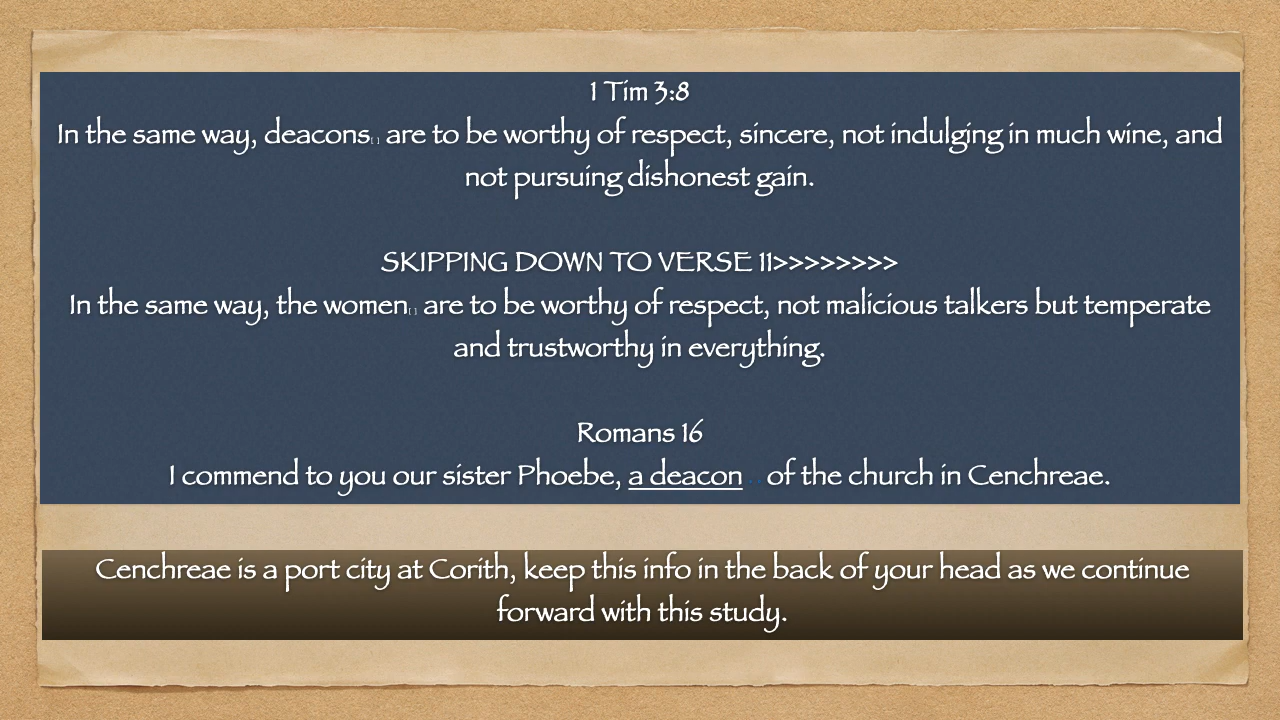 1 Tim 3:8
In the same way, deacons[ ] are to be worthy of respect, sincere, not indulging in much wine, and
not pursuing dishonest gain.
SKIPPING DOWN TO VERSE 11>>>>>>>>
In the same way, the women[ ] are to be worthy of respect, not malicious talkers but temperate
and trustworthy in everything.
Romans 16
I commend to you our sister Phoebe, a deacon . . of the church in Cenchreae.
Cenchreae is a port city at Corith, keep this info in the back of your head as we continue
forward with this study.